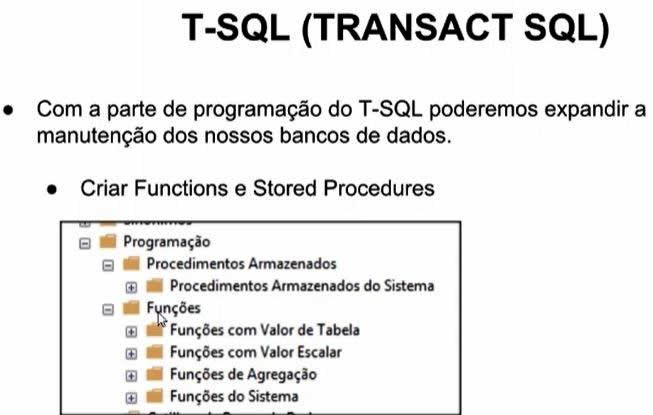 T-SQL (TRANSACT SQL)
Com a parte de programação do T-SQL poderemos expandir a
manutenção dos nossos bancos de dados.
Criar Functions e Stored Procedures
Programação
Procedimentos Armazenados
Procedimentos Armazenados do Sistema
Funções
Funções com Valor de Tabela
Funções com Valor Escalar
Funções de Agregação
Funções do Sistema